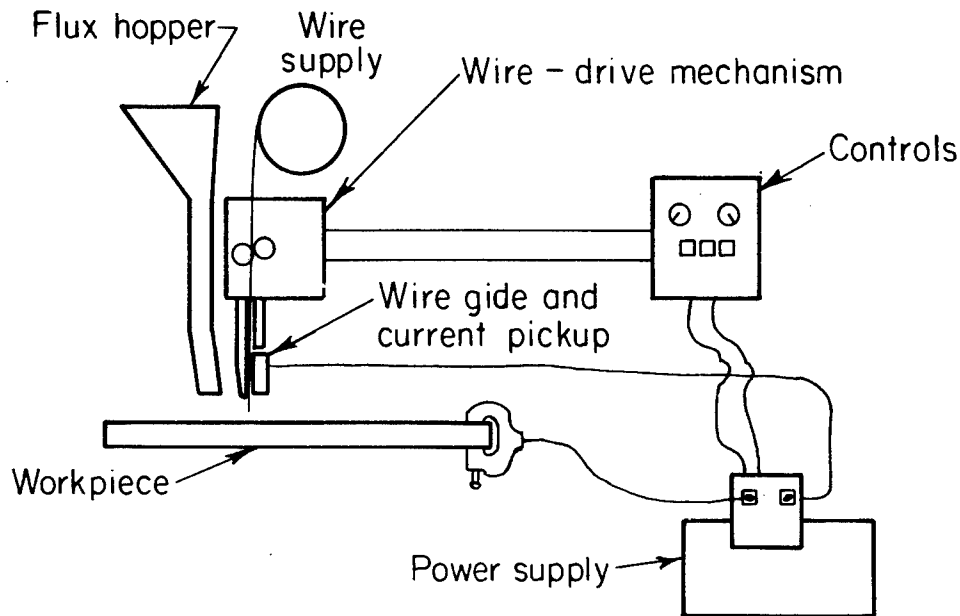 Flux hopper
Wire
supply
Wire - drive mechanism
Controls
Wire gide and
current pickup
Workpiece
Power supply